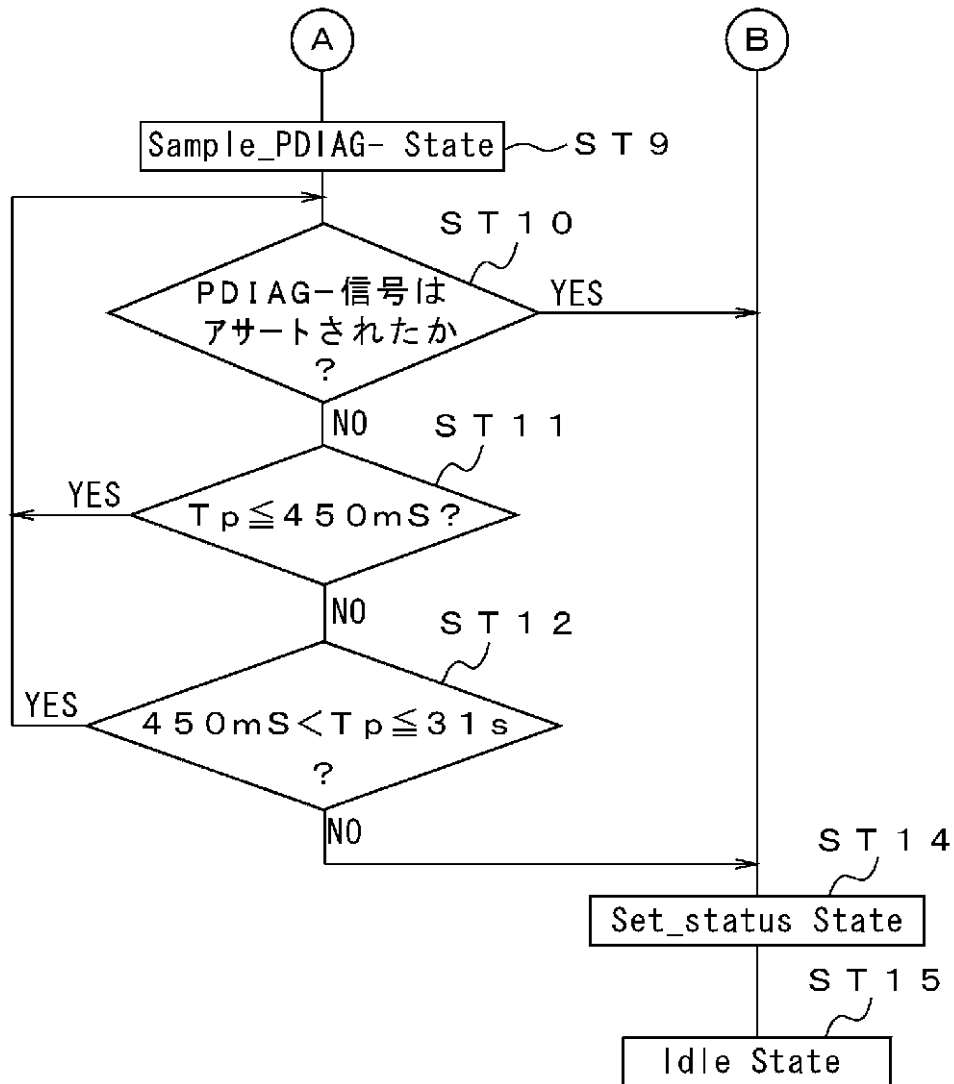 A
B
Sample_PDIAG- State
ST9
ST10
PDIAG-信号は
アサートされたか
?
YES
NO
ST11
YES
Tp≦450mS?
NO
ST12
YES
450mS<Tp≦31s
?
NO
ST14
Set_status State
ST15
Idle State